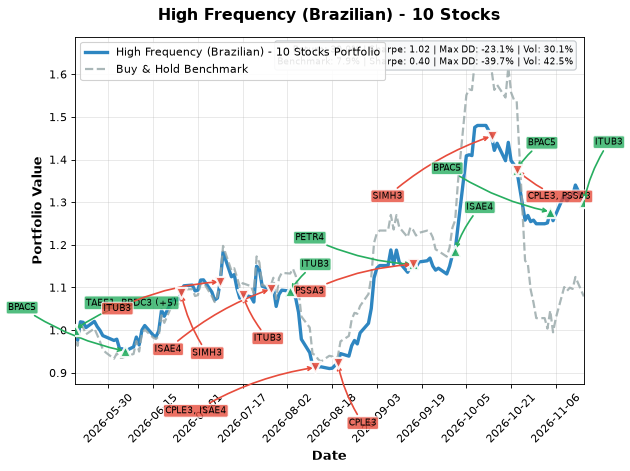 High Frequency (Brazilian) - 10 Stocks
High Frequency (Brazilian) - 10 Stocks Portfolio
Buy & Hold Benchmark
Sharpe: 1.02 | Max DD: -23.1% | Vol: 30.1%
Benchmark: 7.9% | Sharpe: 0.40 | Max DD: -39.7% | Vol: 42.5%
Portfolio Value
1.6
1.5
1.4
1.3
1.2
1.1
1.0
0.9
BPAC5
ITUB3
BPAC5
SIMH3
CPLE3, PSSA3
ISAE4
PETR4
ITUB3
PSSA3
BPAC5
(+5)
ITUB3
ISAE4
SIMH3
ITUB3
CPLE3, ISAE4
CPLE3
2026-05-30
2026-06-15
2026-07-17
2026-08-02
2026-08-18
2026-09-03
2026-09-19
2026-10-05
2026-10-21
2026-11-06
Date